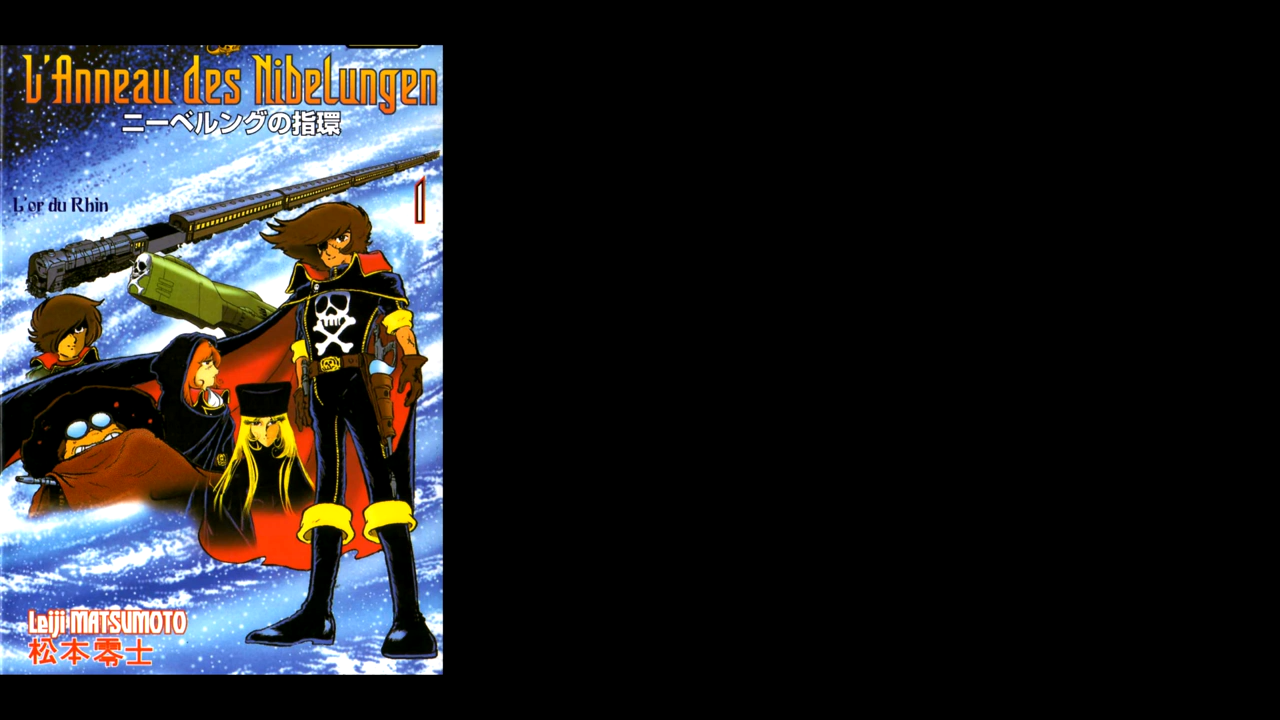 L'Anneau des Nibelungen
ニーベルングの指環
1
L'or du Rhin
Leiji MATSUMOTO
松本零士